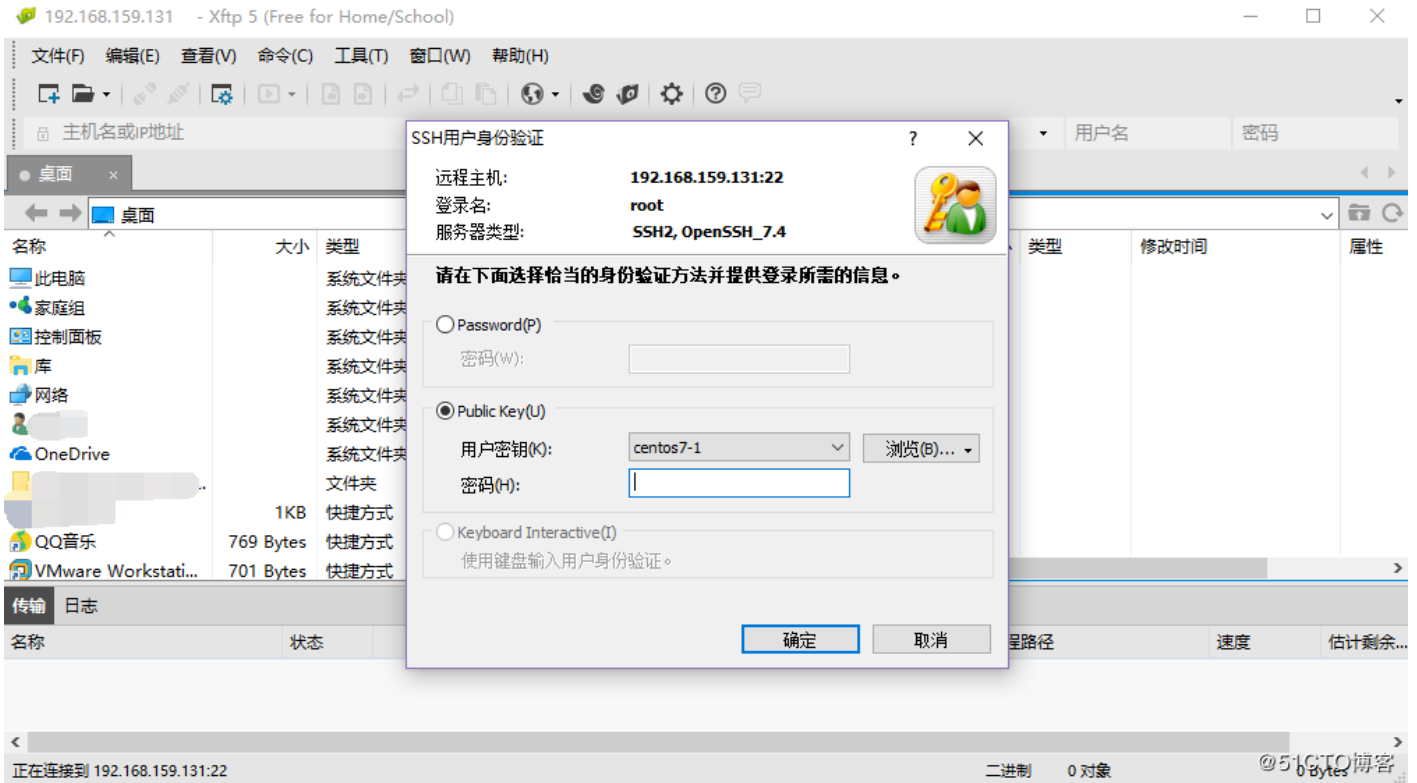 192.168.159.131 - Xftp 5 (Free for Home/School)
文件(F) 编辑(E) 查看(V) 命令(C) 工具(T) 窗口(W) 帮助(H)
主机名或IP地址 用户名 密码
桌面 ×
桌面
名称 大小 类型 类型 修改时间 属性
此电脑 系统文件夹
家庭组 系统文件夹
控制面板 系统文件夹
库 系统文件夹
网络 系统文件夹
系统文件夹
OneDrive 系统文件夹
.. 文件夹
1KB 快捷方式
QQ音乐 769 Bytes 快捷方式
VMware Workstati... 701 Bytes 快捷方式
SSH用户身份验证 ?
远程主机: 192.168.159.131:22
登录名: root
服务器类型: SSH2, OpenSSH_7.4
请在下面选择恰当的身份验证方法并提供登录所需的信息。
Password(P)
密码(W):
Public Key(U)
用户密钥(K): centos7-1 浏览(B)...
密码(H):
Keyboard Interactive(I)
使用键盘输入用户身份验证。
确定 取消
传输 日志
名称 状态 程路径 速度 估计剩余...
正在连接到 192.168.159.131:22 二进制 0 对象 0 Bytes
@51CTO博客